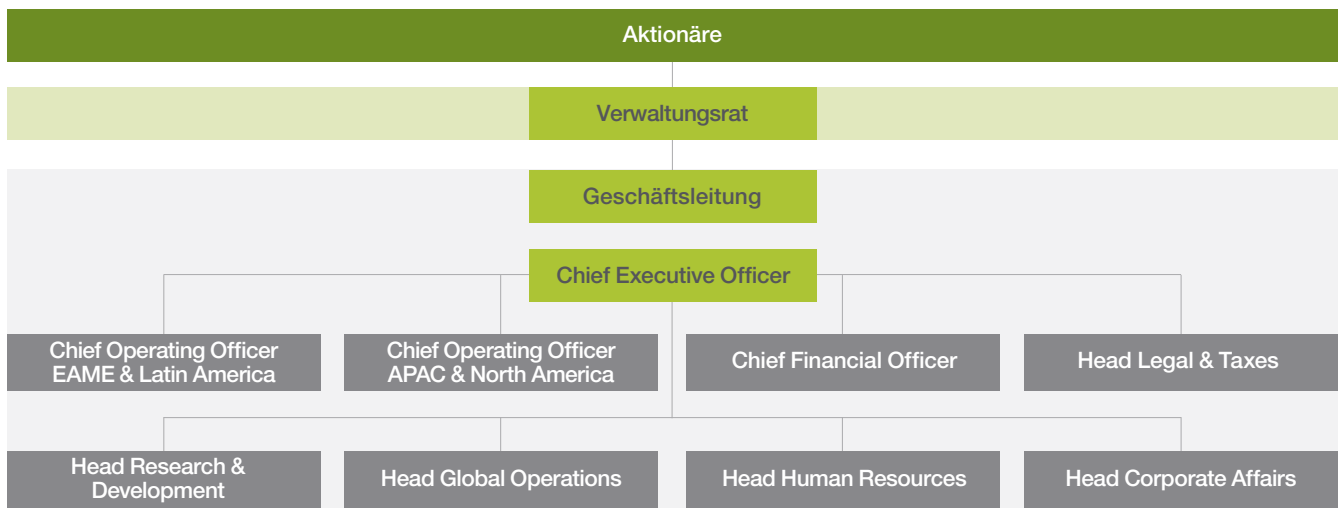 Aktionäre
Verwaltungsrat
Geschäftsleitung
Chief Executive Officer
Chief Operating Officer
EAME & Latin America
Chief Operating Officer
APAC & North America
Chief Financial Officer
Head Legal & Taxes
Head Research &
Development
Head Global Operations
Head Human Resources
Head Corporate Affairs